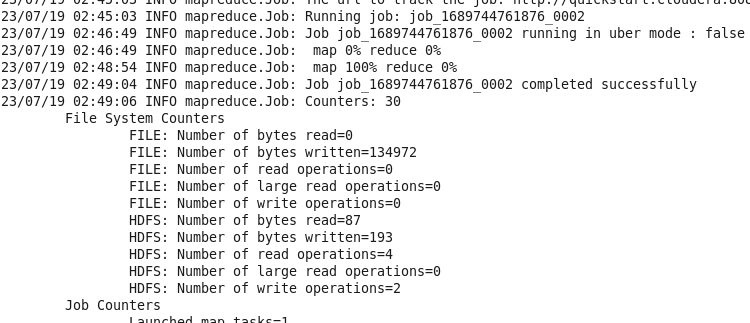 23/07/19 02:45:03 INFO mapreduce.Job: The url to track the job: http://quickstart.cloudera:808
23/07/19 02:45:03 INFO mapreduce.Job: Running job: job_1689744761876_0002
23/07/19 02:46:49 INFO mapreduce.Job: Job job_1689744761876_0002 running in uber mode : false
23/07/19 02:46:49 INFO mapreduce.Job:  map 0% reduce 0%
23/07/19 02:48:54 INFO mapreduce.Job:  map 100% reduce 0%
23/07/19 02:49:04 INFO mapreduce.Job: Job job_1689744761876_0002 completed successfully
23/07/19 02:49:06 INFO mapreduce.Job: Counters: 30
File System Counters
FILE: Number of bytes read=0
FILE: Number of bytes written=134972
FILE: Number of read operations=0
FILE: Number of large read operations=0
FILE: Number of write operations=0
HDFS: Number of bytes read=87
HDFS: Number of bytes written=193
HDFS: Number of read operations=4
HDFS: Number of large read operations=0
HDFS: Number of write operations=2
Job Counters
Launched map tasks=1